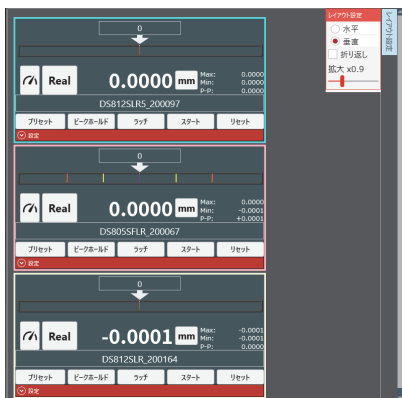 レイアウト設定
水平
垂直
折り返し
拡大 x0.9
レイアウト設定
0
Real
0.0000
mm
Max: 0.0000
Min: 0.0000
P-P: 0.0000
DS812SLR5_200097
プリセット ピークホールド ラッチ スタート リセット
設定
0
Real
0.0000
mm
Max: 0.0000
Min: -0.0001
P-P: +0.0001
DS805SFLR_200067
プリセット ピークホールド ラッチ スタート リセット
設定
0
Real
-0.0001
mm
Max: -0.0001
Min: -0.0001
P-P: 0.0000
DS812SLR_200164
プリセット ピークホールド ラッチ スタート リセット
設定